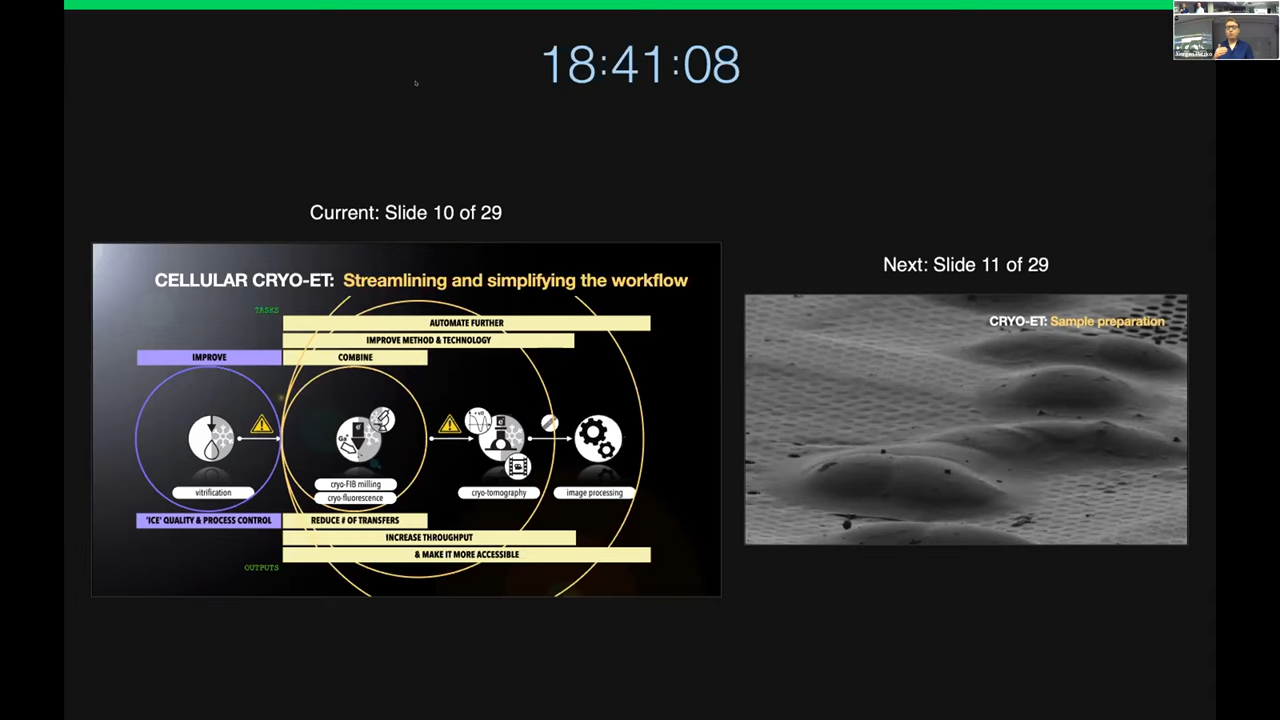 18:41:08
Current: Slide 10 of 29
CELLULAR CRYO-ET: Streamlining and simplifying the workflow
TASKS
AUTOMATE FURTHER
IMPROVE METHOD & TECHNOLOGY
IMPROVE
COMBINE
Ga+
vitrification
cryo-FIB milling
cryo-fluorescence
cryo-tomography
image processing
'ICE' QUALITY & PROCESS CONTROL
REDUCE # OF TRANSFERS
INCREASE THROUGHPUT
& MAKE IT MORE ACCESSIBLE
OUTPUTS
Next: Slide 11 of 29
CRYO-ET: Sample preparation